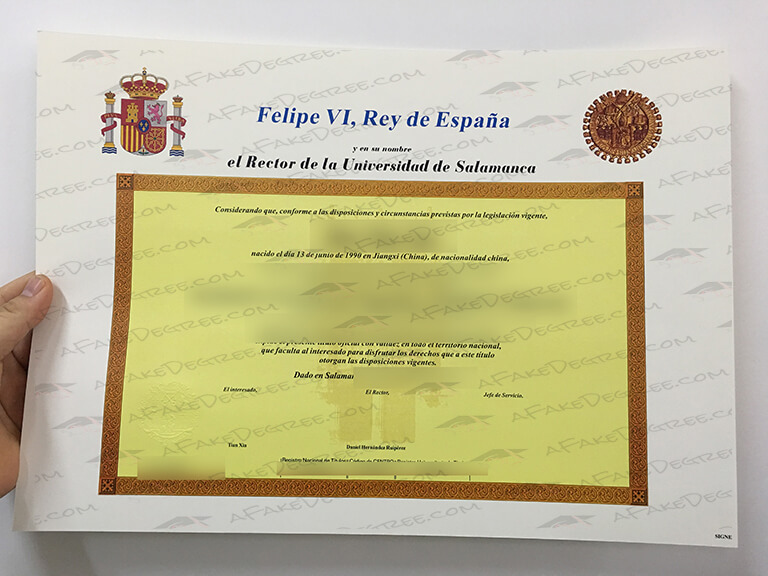 Felipe VI, Rey de España
y en su nombre
el Rector de la Universidad de Salamanca
Considerando que, conforme a las disposiciones y circunstancias previstas por la legislación vigente,
nacido el día 13 de junio de 1990 en Jiangxi (China), de nacionalidad china,
presente título oficial con validez en todo el territorio nacional,
que faculta al interesado para disfrutar los derechos que a este título
otorgan las disposiciones vigentes.
Dado en Salamar
El interesado, El Rector, Jefe de Servicio,
Tian Xia Daniel Hernández Ruipérez
SIGNE
AFAKEDEGREE.COM